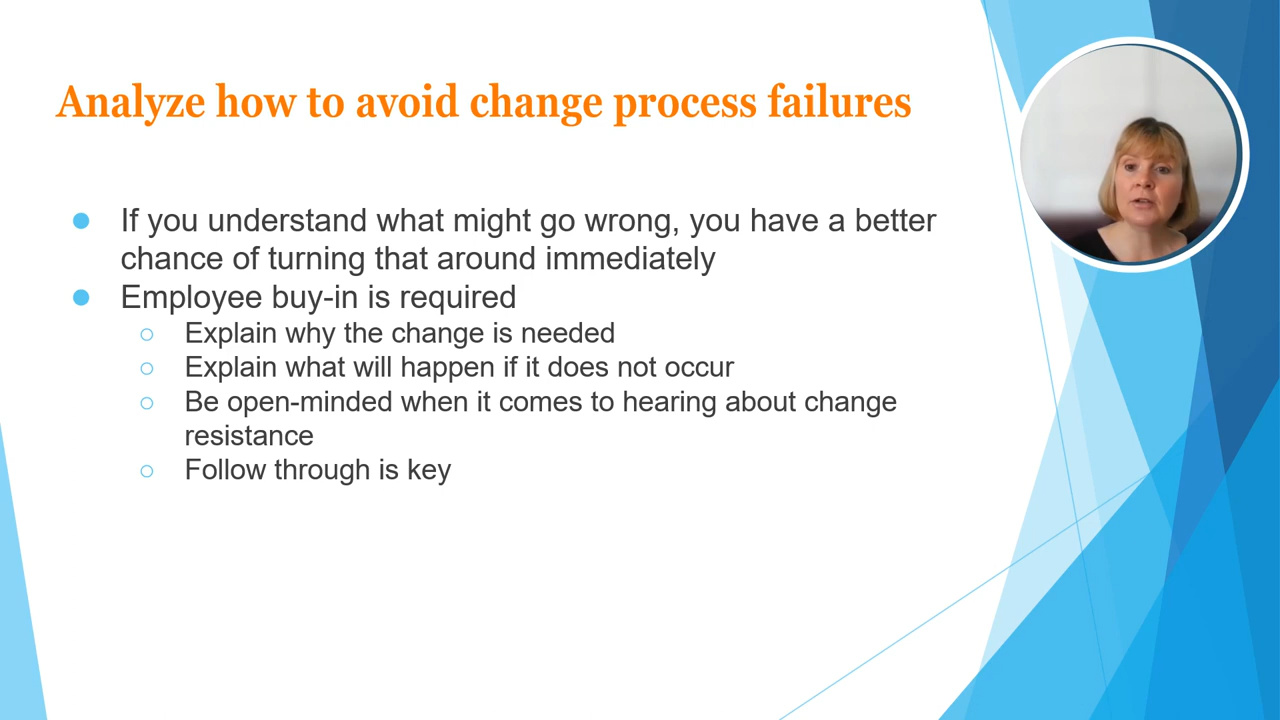 Analyze how to avoid change process failures
● If you understand what might go wrong, you have a better
chance of turning that around immediately
● Employee buy-in is required
○ Explain why the change is needed
○ Explain what will happen if it does not occur
○ Be open-minded when it comes to hearing about change
resistance
○ Follow through is key